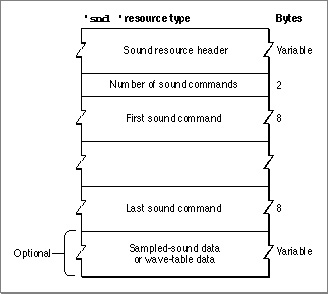 'snd ' resource type Bytes
Sound resource header Variable
Number of sound commands 2
First sound command 8
Last sound command 8
Optional Sampled-sound data Variable
or wave-table data